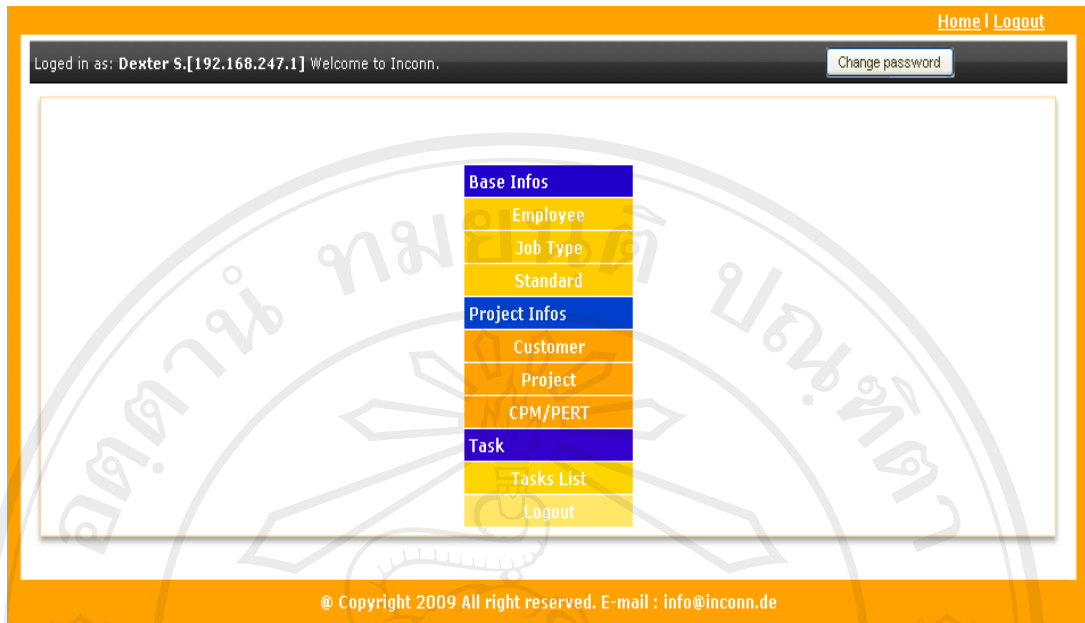 Home | Logout
Loged in as: Dexter S.[192.168.247.1] Welcome to Inconn.
Change password
Base Infos
Employee
Job Type
Standard
Project Infos
Customer
Project
CPM/PERT
Task
Tasks List
Logout
@ Copyright 2009 All right reserved. E-mail : info@inconn.de